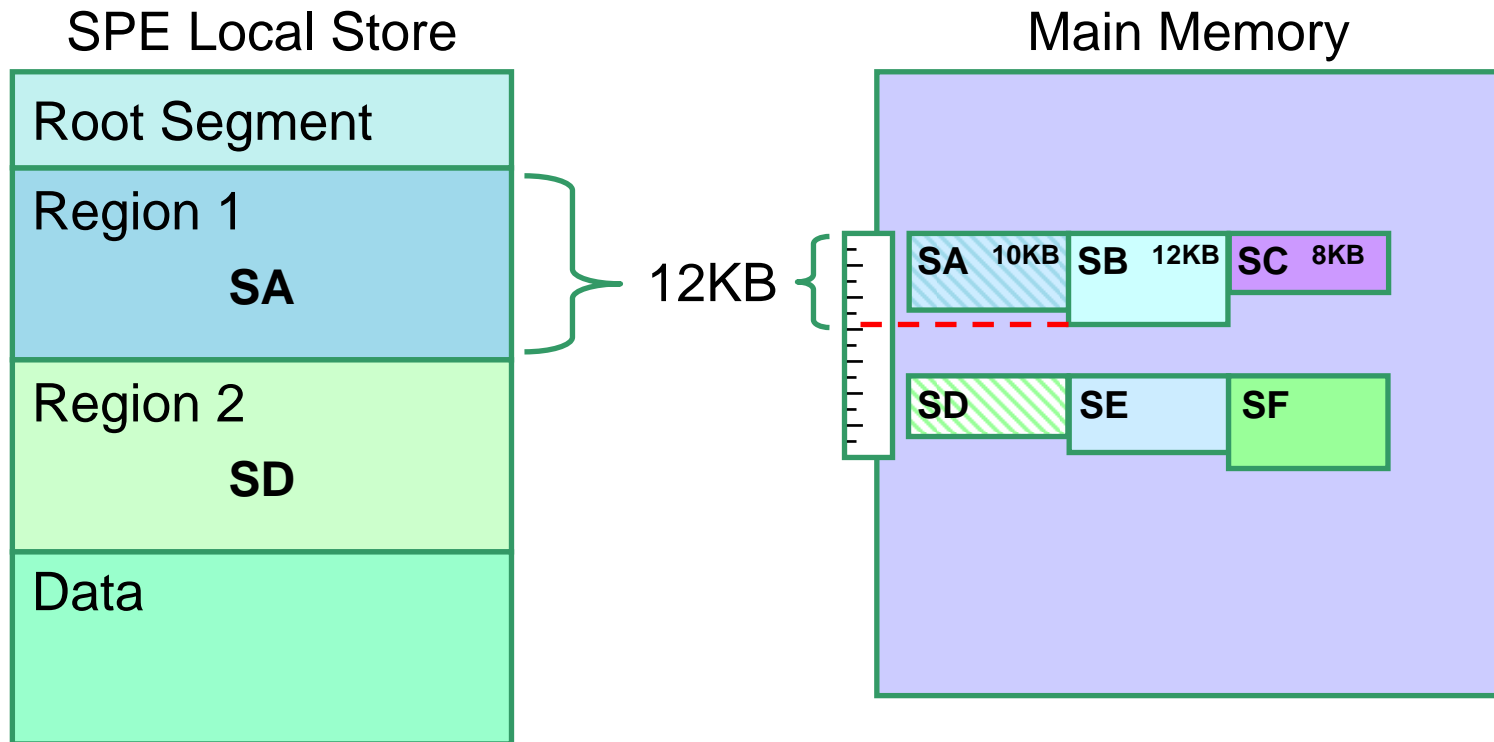 SPE Local Store
Root Segment
Region 1
SA
Region 2
SD
Data
12KB
Main Memory
SA 10KB SB 12KB SC 8KB
SD SE SF